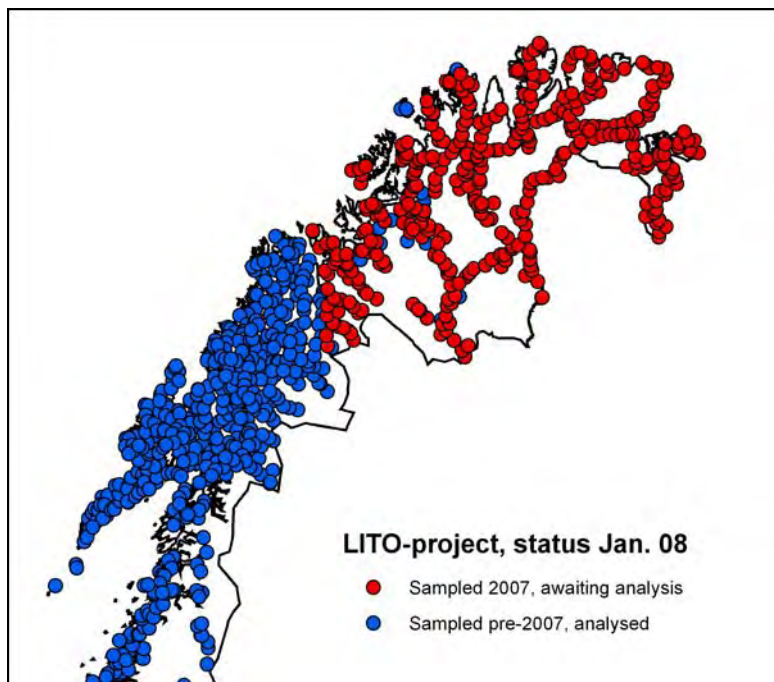 LITO-project, status Jan. 08
Sampled 2007, awaiting analysis
Sampled pre-2007, analysed